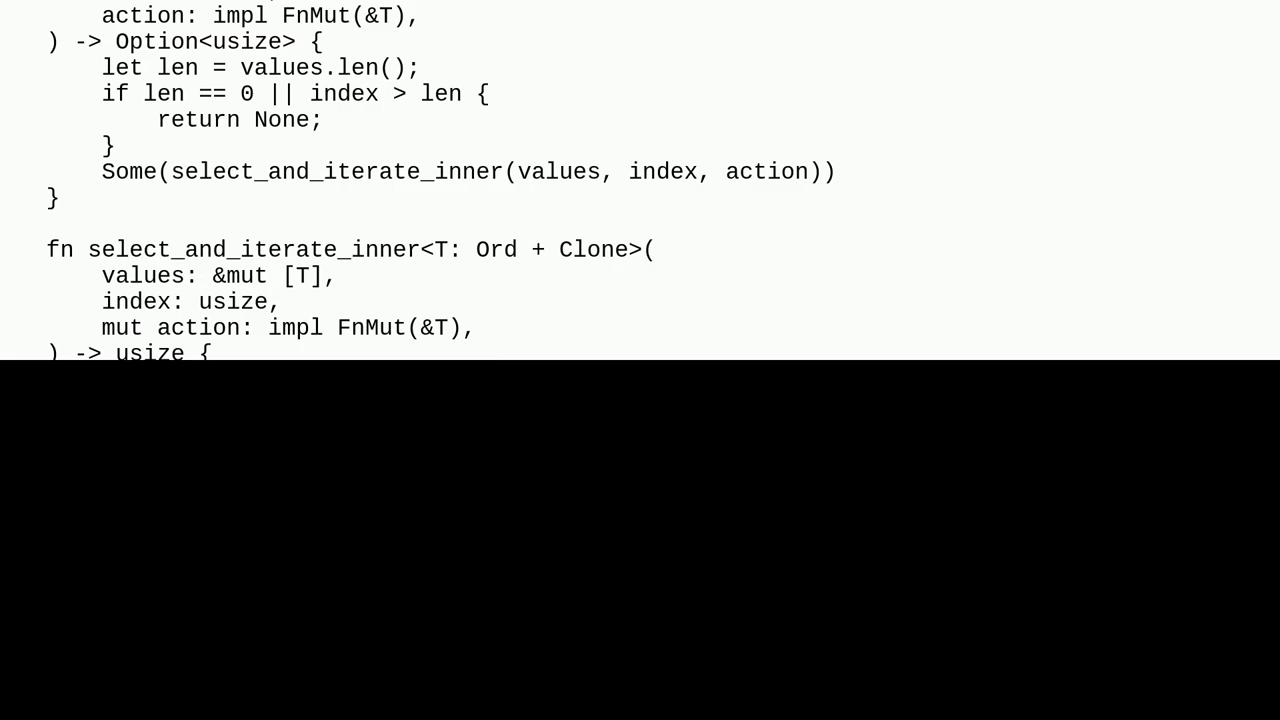 action: impl FnMut(&T),
) -> Option<usize> {
    let len = values.len();
    if len == 0 || index > len {
        return None;
    }
    Some(select_and_iterate_inner(values, index, action))
}

fn select_and_iterate_inner<T: Ord + Clone>(
    values: &mut [T],
    index: usize,
    mut action: impl FnMut(&T),
) -> usize {